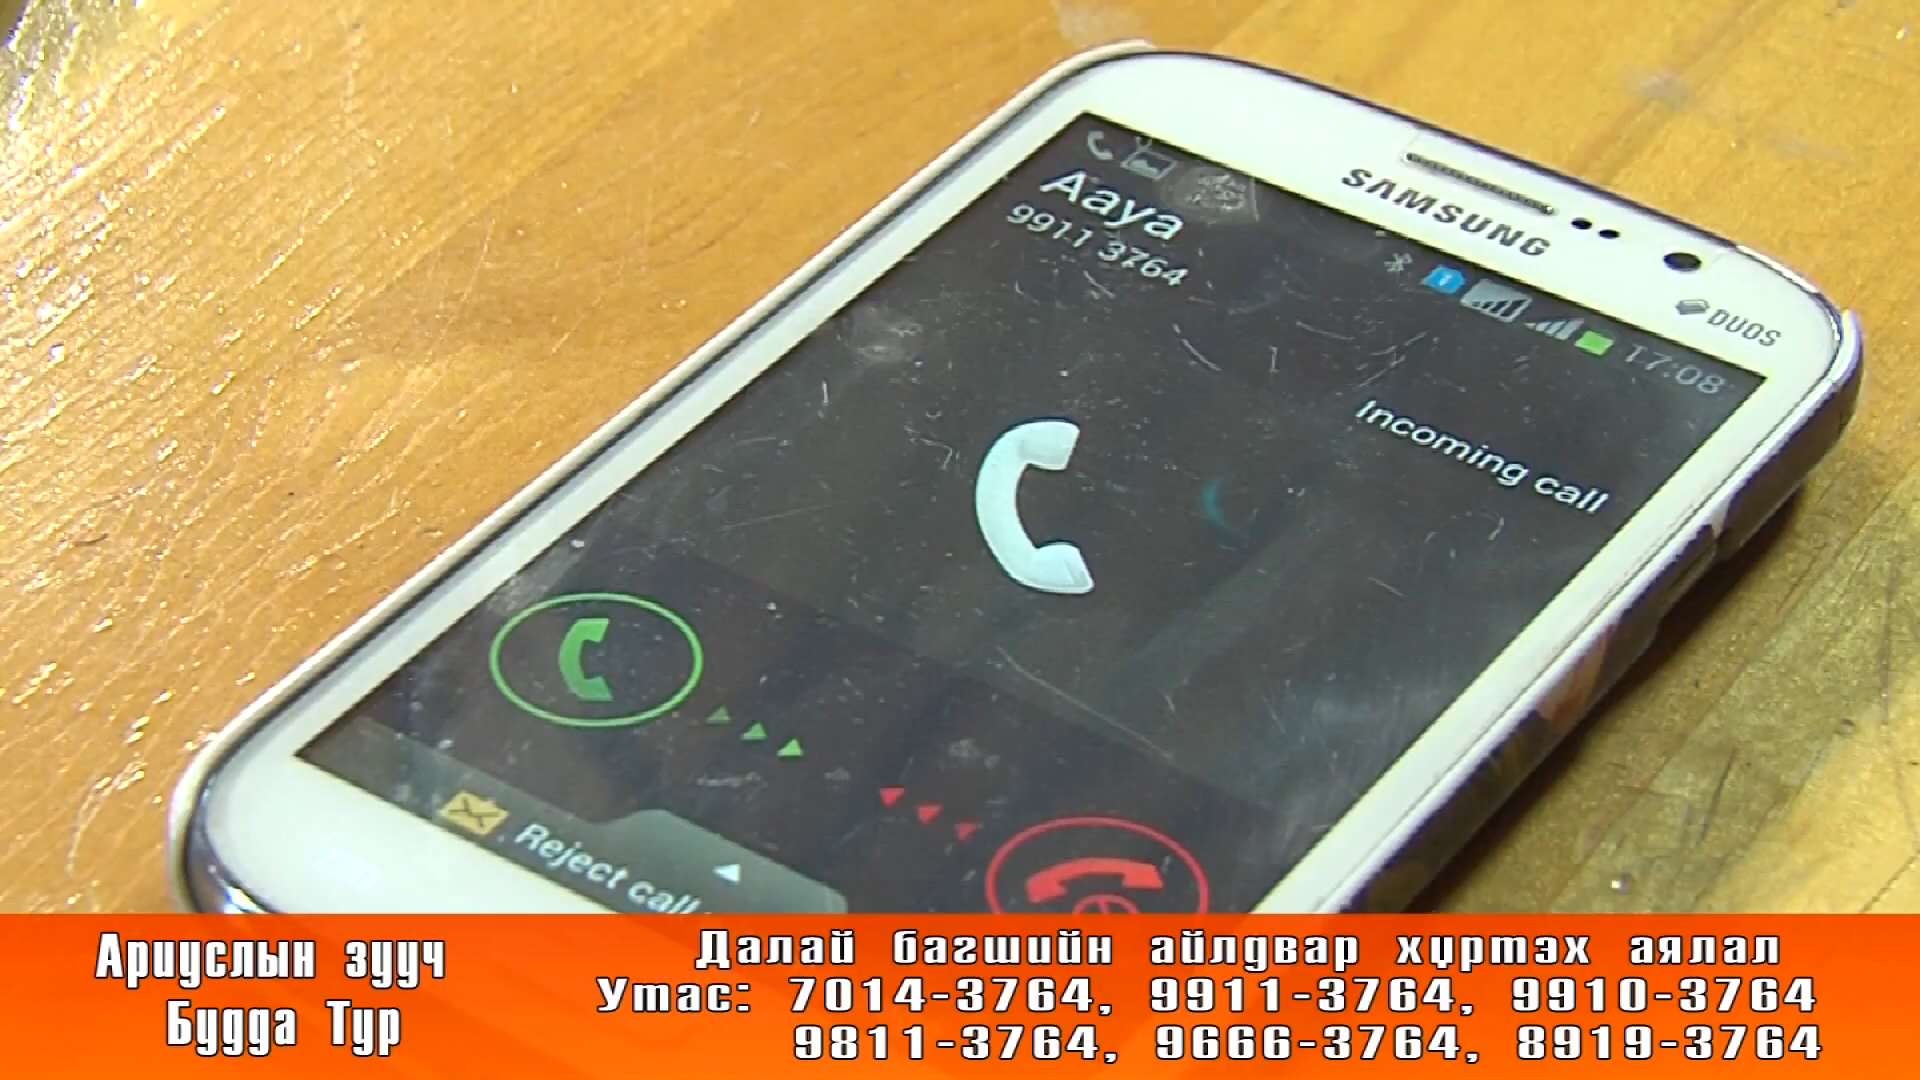 SAMSUNG
DUOS
17:08
Aaya
9911 3764
Incoming call
Reject call
Ариуслын зууч
Будда Тур
Далай багшийн айлдвар хүртэх аялал
Утас: 7014-3764, 9911-3764, 9910-3764
9811-3764, 9666-3764, 8919-3764